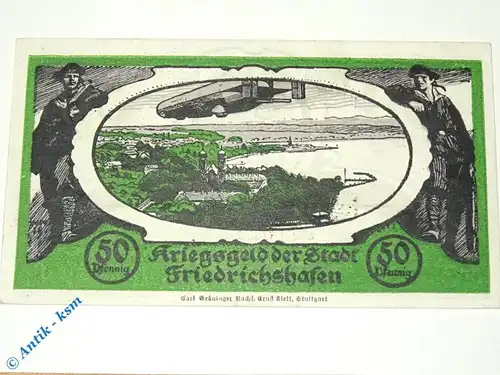 50 Pfennig
Kriegsgeld der Stadt
Friedrichshafen
50 Pfennig
Carl Grüninger Nachf. Ernst Klett, Stuttgart
© Antik - ksm